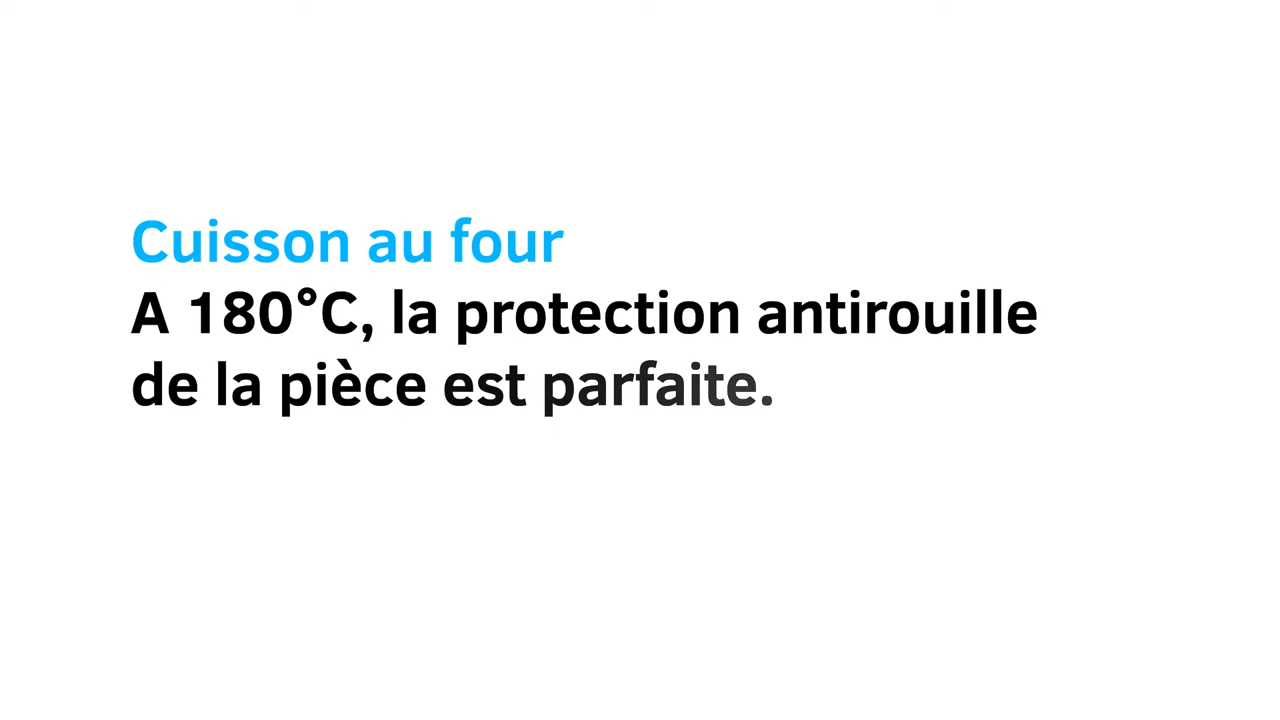 Cuisson au four
A 180°C, la protection antirouille
de la pièce est parfaite.